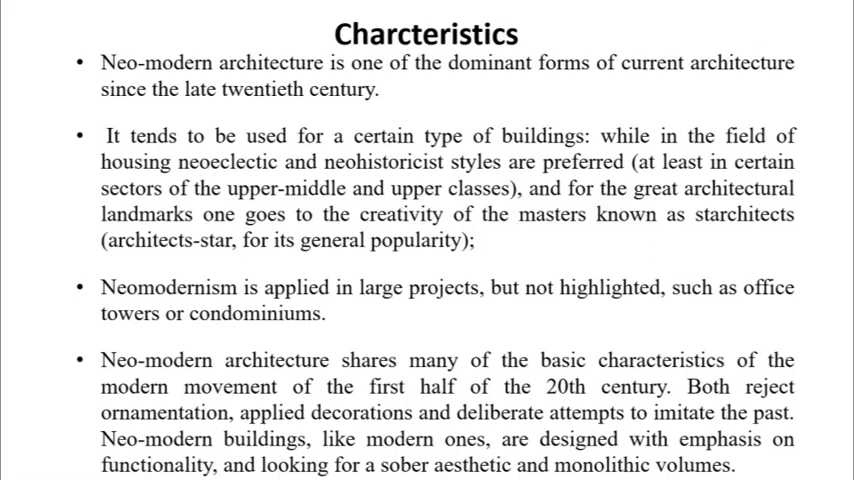 Charcteristics
• Neo-modern architecture is one of the dominant forms of current architecture
since the late twentieth century.
• It tends to be used for a certain type of buildings: while in the field of
housing neoeclectic and neohistoricist styles are preferred (at least in certain
sectors of the upper-middle and upper classes), and for the great architectural
landmarks one goes to the creativity of the masters known as starchitects
(architects-star, for its general popularity);
• Neomodernism is applied in large projects, but not highlighted, such as office
towers or condominiums.
• Neo-modern architecture shares many of the basic characteristics of the
modern movement of the first half of the 20th century. Both reject
ornamentation, applied decorations and deliberate attempts to imitate the past.
Neo-modern buildings, like modern ones, are designed with emphasis on
functionality, and looking for a sober aesthetic and monolithic volumes.